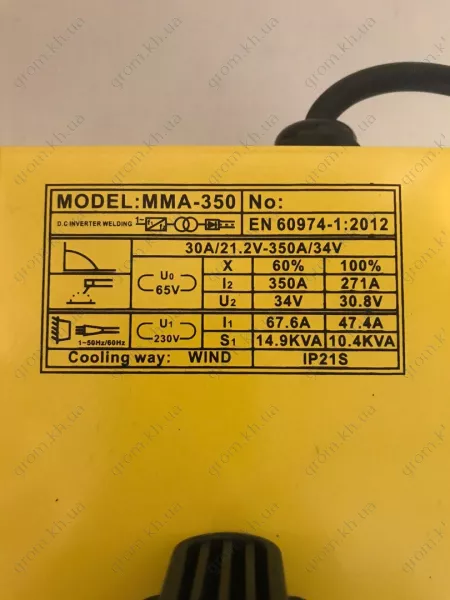 MODEL:MMA-350 No:
D.C INVERTER WELDING 1~ EN 60974-1:2012
30A/21.2V-350A/34V
X 60% 100%
U0 65V I2 350A 271A
U2 34V 30.8V
U1 230V I1 67.6A 47.4A
1~50Hz/60Hz S1 14.9KVA 10.4KVA
Cooling way: WIND IP21S
grom.kh.ua